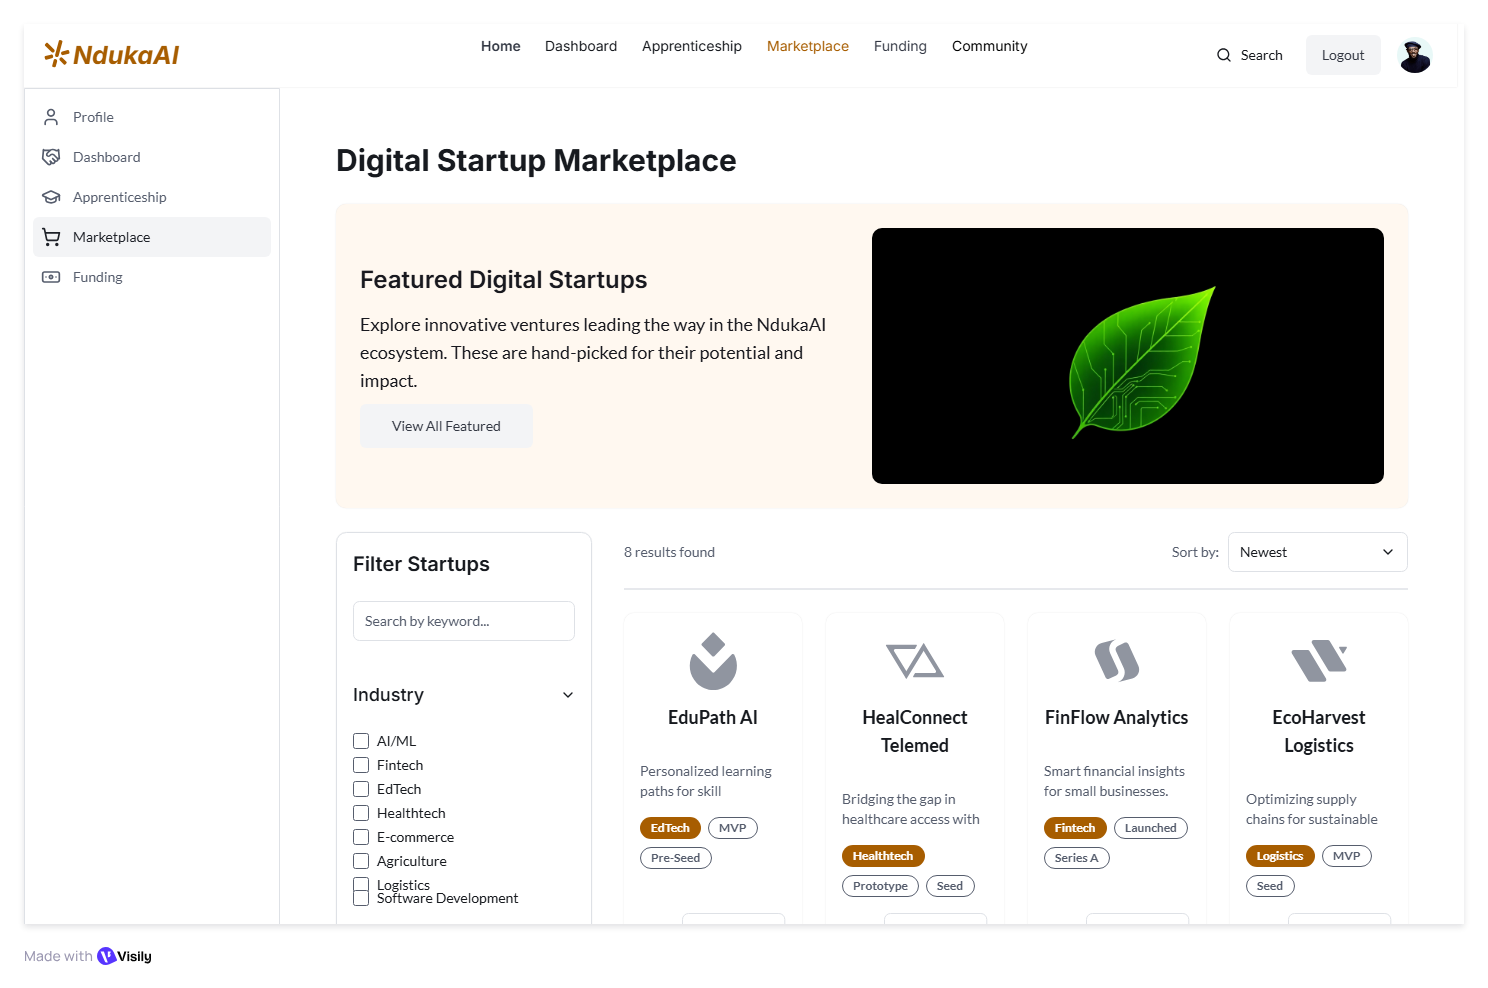 NdukaAI
Home Dashboard Apprenticeship Marketplace Funding Community
Search Logout
Profile
Dashboard
Apprenticeship
Marketplace
Funding
Digital Startup Marketplace
Featured Digital Startups
Explore innovative ventures leading the way in the NdukaAI
ecosystem. These are hand-picked for their potential and
impact.
View All Featured
Filter Startups
Search by keyword...
Industry
AI/ML
Fintech
EdTech
Healthtech
E-commerce
Agriculture
Logistics
Software Development
8 results found
Sort by: Newest
EduPath AI
Personalized learning
paths for skill
EdTech MVP
Pre-Seed
HealConnect
Telemed
Bridging the gap in
healthcare access with
Healthtech
Prototype Seed
FinFlow Analytics
Smart financial insights
for small businesses.
Fintech Launched
Series A
EcoHarvest
Logistics
Optimizing supply
chains for sustainable
Logistics MVP
Seed
Made with Visily